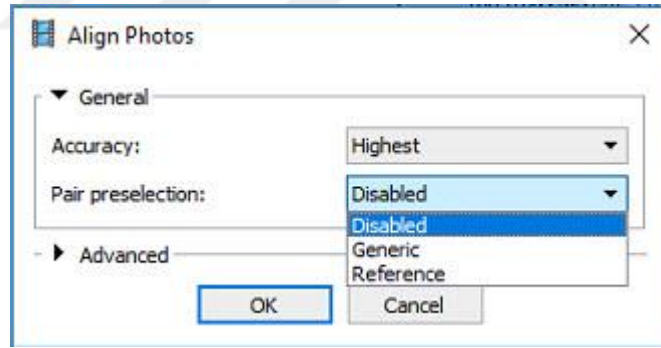 Align Photos
General
Accuracy: Highest
Pair preselection: Disabled
Disabled
Generic
Reference
Advanced
OK Cancel